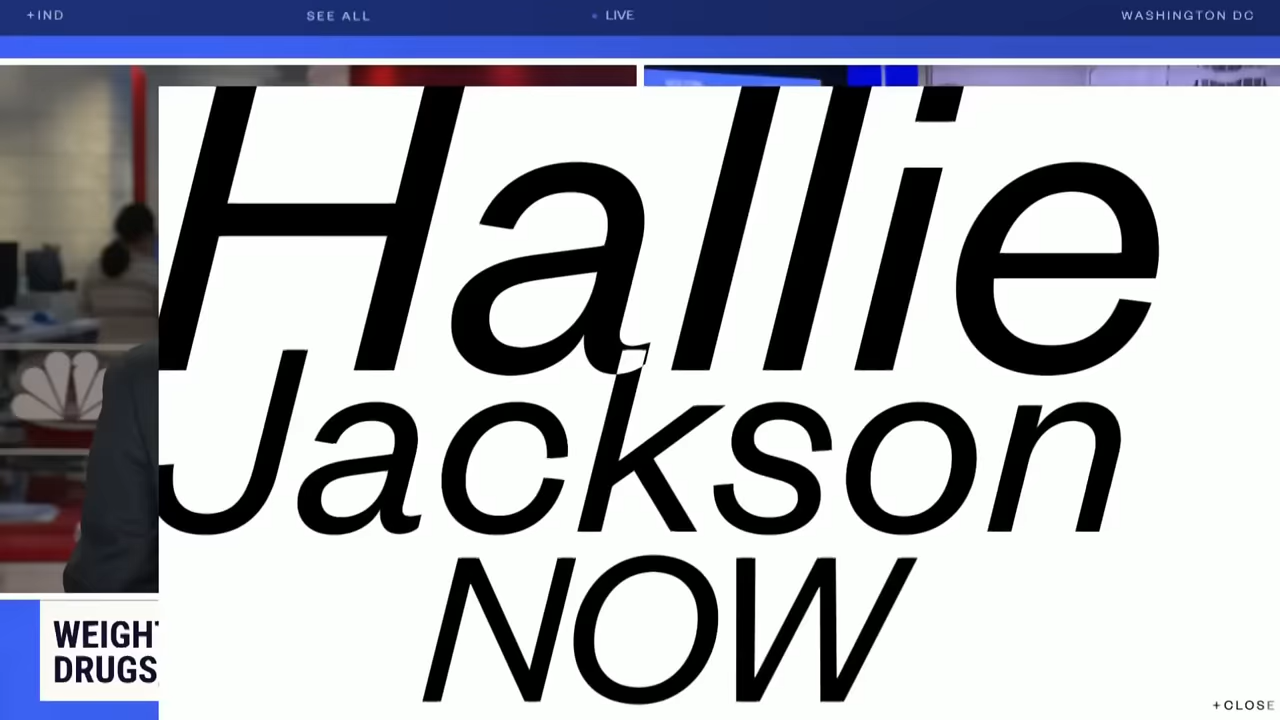 +IND
SEE ALL
LIVE
WASHINGTON DC
Hallie
Jackson
NOW
WEIGHT
DRUGS,
+CLOSE